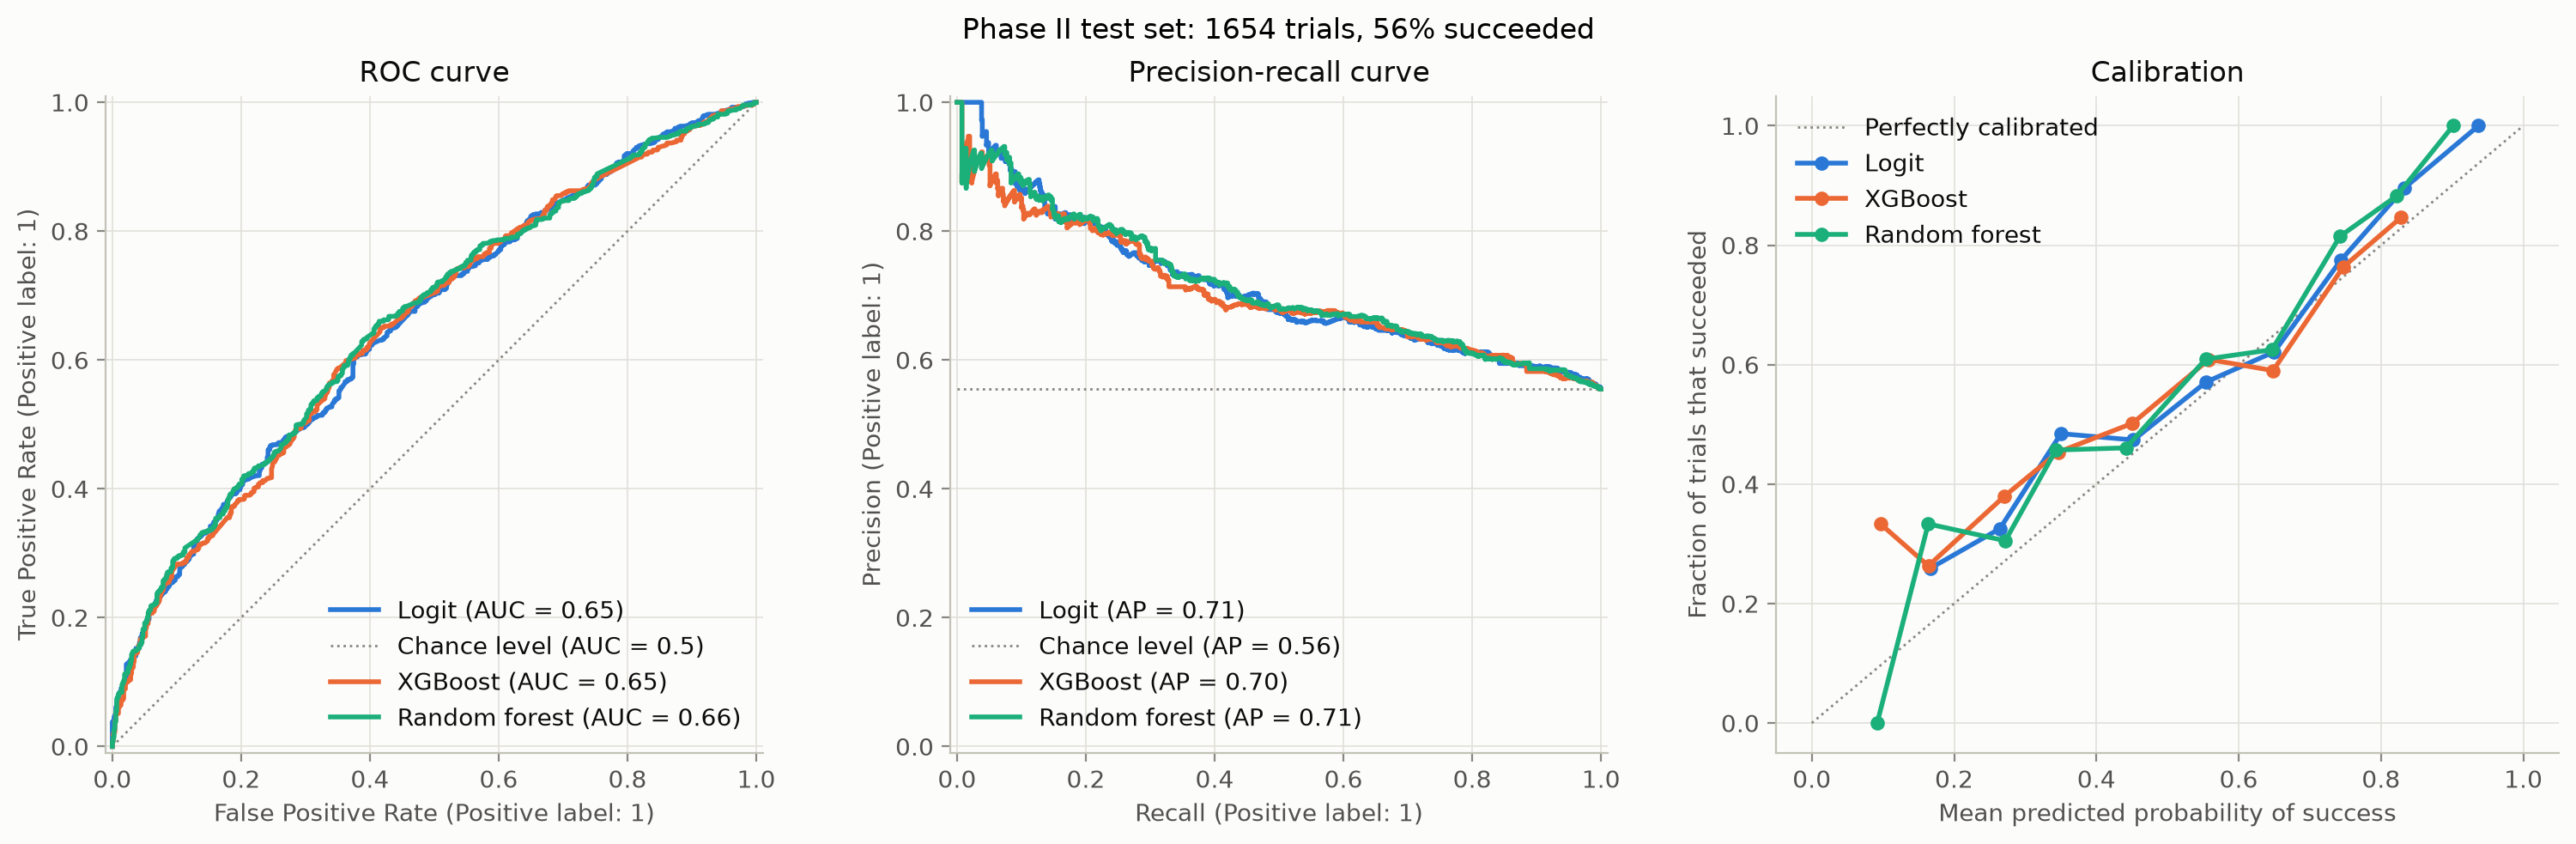 Phase II test set: 1654 trials, 56% succeeded
ROC curve
True Positive Rate (Positive label: 1)
1.0
0.8
0.6
0.4
0.2
0.0
Logit (AUC = 0.65)
Chance level (AUC = 0.5)
XGBoost (AUC = 0.65)
Random forest (AUC = 0.66)
0.0 0.2 0.4 0.6 0.8 1.0
False Positive Rate (Positive label: 1)
Precision-recall curve
Precision (Positive label: 1)
1.0
0.8
0.6
0.4
0.2
0.0
Logit (AP = 0.71)
Chance level (AP = 0.56)
XGBoost (AP = 0.70)
Random forest (AP = 0.71)
0.0 0.2 0.4 0.6 0.8 1.0
Recall (Positive label: 1)
Calibration
Fraction of trials that succeeded
1.0
0.8
0.6
0.4
0.2
0.0
Perfectly calibrated
Logit
XGBoost
Random forest
0.0 0.2 0.4 0.6 0.8 1.0
Mean predicted probability of success